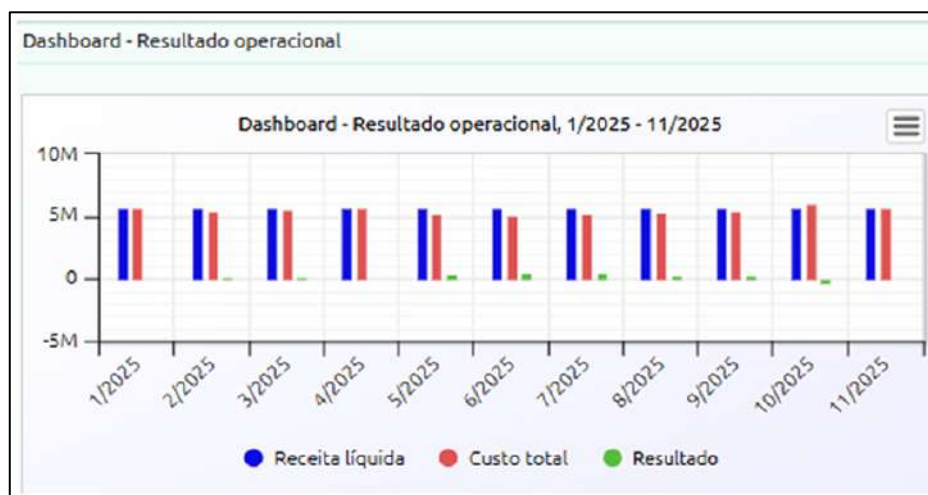 Dashboard - Resultado operacional
Dashboard - Resultado operacional, 1/2025 - 11/2025
10M
5M
0
-5M
1/2025 2/2025 3/2025 4/2025 5/2025 6/2025 7/2025 8/2025 9/2025 10/2025 11/2025
Receita líquida Custo total Resultado